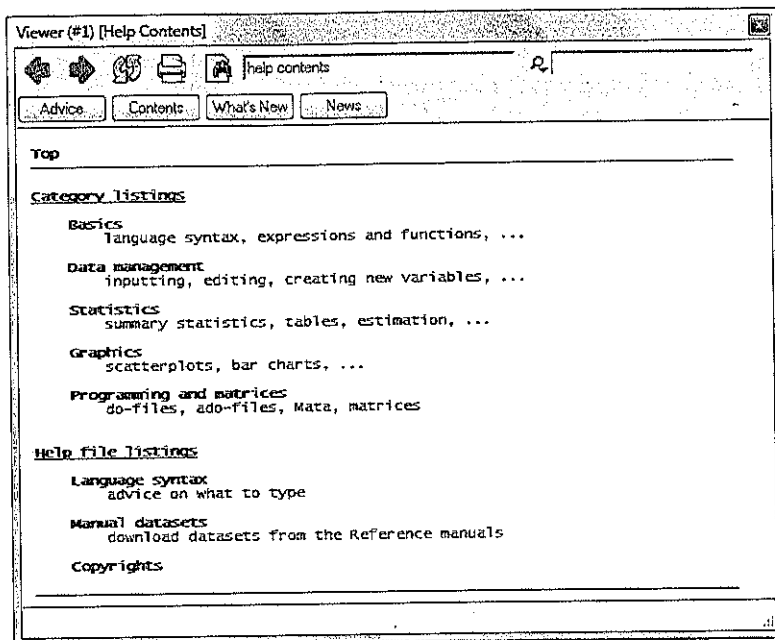 Viewer (#1) [Help Contents]
help contents
Advice Contents What's New News
Top
Category listings
Basics
language syntax, expressions and functions, ...
Data management
inputting, editing, creating new variables, ...
Statistics
summary statistics, tables, estimation, ...
Graphics
scatterplots, bar charts, ...
Programming and matrices
do-files, ado-files, Mata, matrices
Help file listings
Language syntax
advice on what to type
Manual datasets
download datasets from the Reference manuals
Copyrights